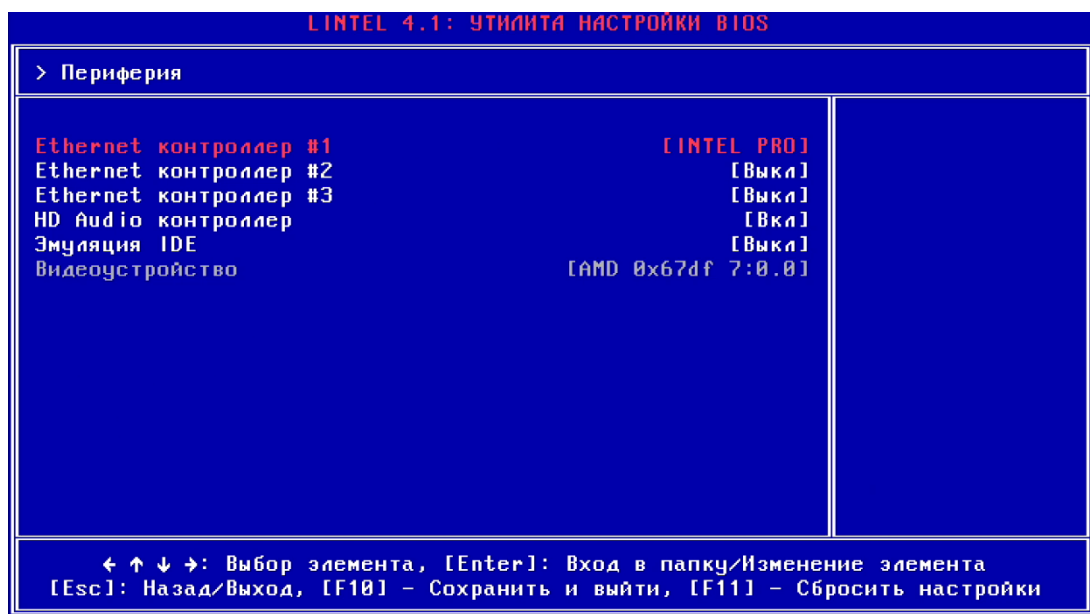 LINTEL 4.1: УТИЛИТА НАСТРОЙКИ BIOS
> Периферия
Ethernet контроллер #1 [INTEL PRO]
Ethernet контроллер #2 [Выкл]
Ethernet контроллер #3 [Выкл]
HD Audio контроллер [Вкл]
Эмуляция IDE [Выкл]
Видеоустройство [AMD 0x67df 7:0.0]
← ↑ ↓ →: Выбор элемента, [Enter]: Вход в папку/Изменение элемента
[Esc]: Назад/Выход, [F10] - Сохранить и выйти, [F11] - Сбросить настройки